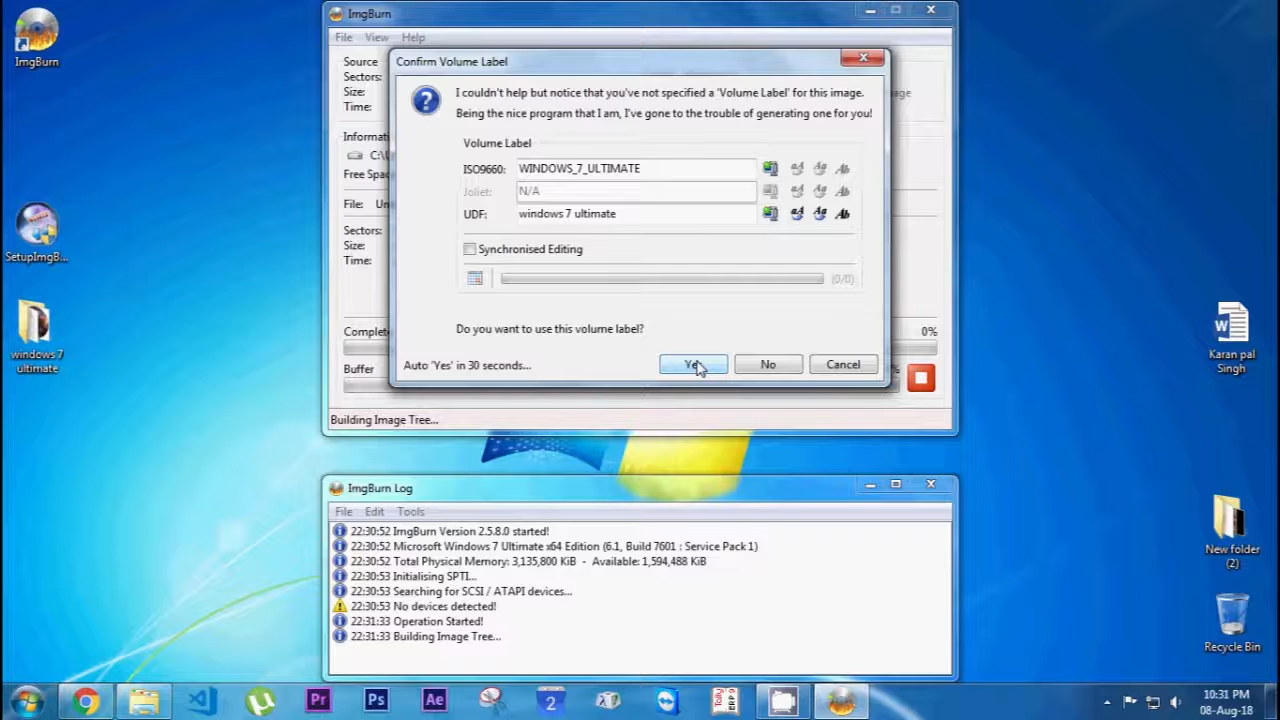 ImgBurn
ImgBurn
File View Help
Source
Sectors:
Size:
Time:
Confirm Volume Label
I couldn't help but notice that you've not specified a 'Volume Label' for this image.
Being the nice program that I am, I've gone to the trouble of generating one for you!
Volume Label
ISO9660: WINDOWS_7_ULTIMATE
Joliet: N/A
UDF: windows 7 ultimate
Synchronised Editing
(0/0)
Do you want to use this volume label?
Auto 'Yes' in 30 seconds...
No
Cancel
Informati
C:\
Free Spac
File:
Sectors:
Size:
Time:
Complete
0%
Buffer
%
Building Image Tree...
SetupImgB...
windows 7
ultimate
Karan pal
Singh
New folder
(2)
Recycle Bin
ImgBurn Log
File Edit Tools
22:30:52 ImgBurn Version 2.5.8.0 started!
22:30:52 Microsoft Windows 7 Ultimate x64 Edition (6.1, Build 7601 : Service Pack 1)
22:30:52 Total Physical Memory: 3,135,800 KiB - Available: 1,594,488 KiB
22:30:53 Initialising SPTI...
22:30:53 Searching for SCSI / ATAPI devices...
22:30:53 No devices detected!
22:31:33 Operation Started!
22:31:33 Building Image Tree...
Pr
Ps
Ae
2
10:31 PM
08-Aug-18